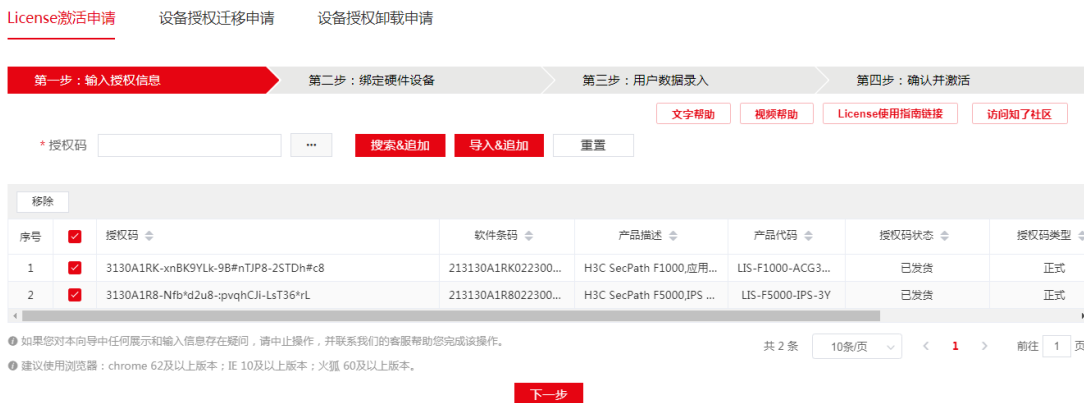 License激活申请 设备授权迁移申请 设备授权卸载申请
第一步：输入授权信息 第二步：绑定硬件设备 第三步：用户数据录入 第四步：确认并激活
文字帮助 视频帮助 License使用指南链接 访问知了社区
* 授权码 ... 搜索&追加 导入&追加 重置
移除
序号 授权码 软件条码 产品描述 产品代码 授权码状态 授权码类型
1 3130A1RK-xnBK9YLk-9B#nTJP8-2STDh#c8 213130A1RK022300... H3C SecPath F1000,应用... LIS-F1000-ACG3... 已发货 正式
2 3130A1R8-Nfb*d2u8-:pvqhCJi-LsT36*rL 213130A1R8022300... H3C SecPath F5000,IPS ... LIS-F5000-IPS-3Y 已发货 正式
如果您对本向导中任何展示和输入信息存在疑问，请中止操作，并联系我们的客服帮助您完成该操作。
共 2 条 10条/页 < 1 > 前往 1 页
建议使用浏览器：chrome 62及以上版本；IE 10及以上版本；火狐 60及以上版本。
下一步